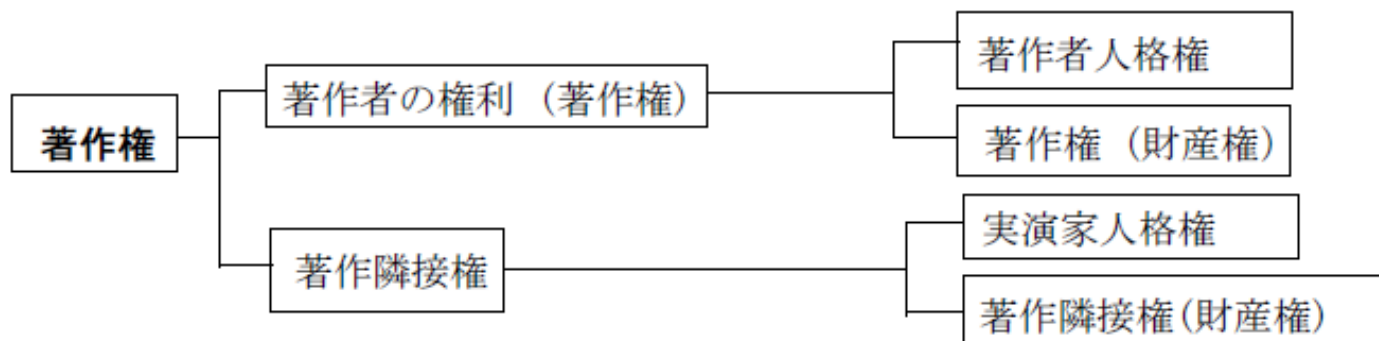 著作権
著作者の権利 (著作権)
著作者人格権
著作権 (財産権)
著作隣接権
実演家人格権
著作隣接権(財産権)